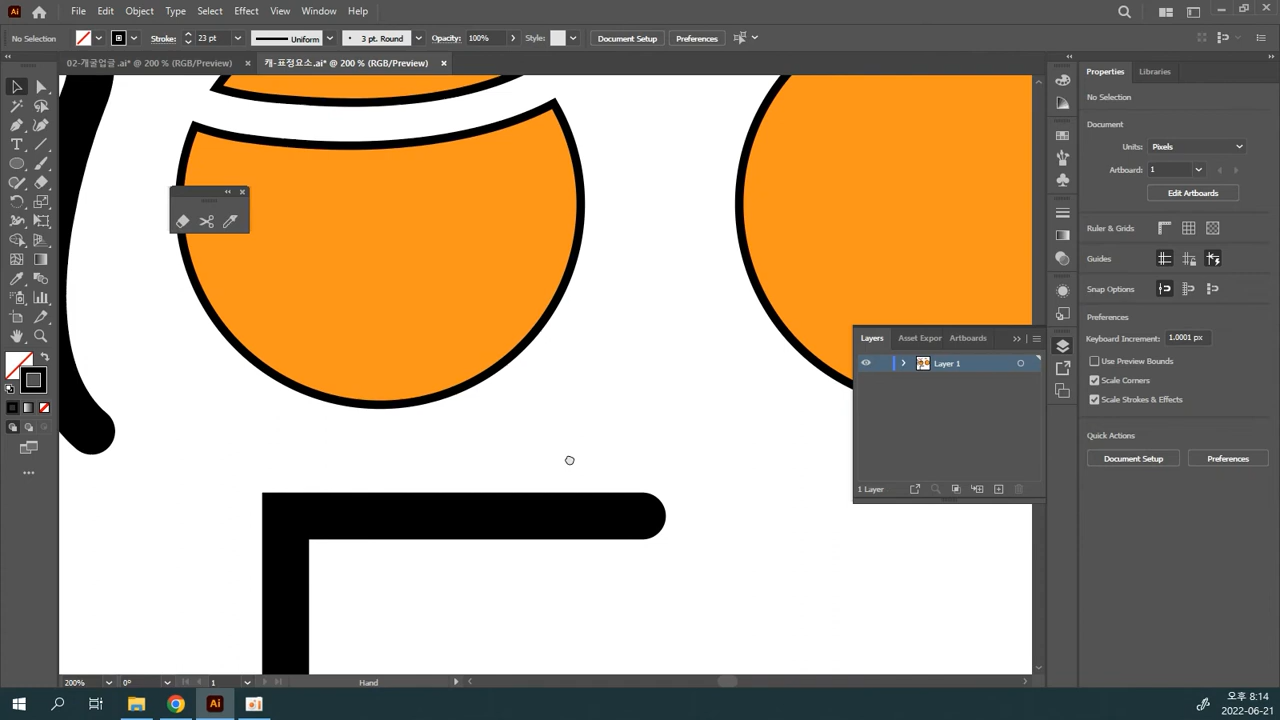 Ai File Edit Object Type Select Effect View Window Help
No Selection Stroke: 23 pt Uniform 3 pt. Round Opacity: 100% Style: Document Setup Preferences
02-개굴업글.ai* @ 200 % (RGB/Preview) 캐-표정요소.ai* @ 200 % (RGB/Preview)
Properties Libraries
No Selection
Document
Units: Pixels
Artboard: 1
Edit Artboards
Ruler & Grids
Guides
Snap Options
Preferences
Keyboard Increment: 1.0001 px
Use Preview Bounds
Scale Corners
Scale Strokes & Effects
Quick Actions
Document Setup Preferences
Layers Asset Expor Artboards
Layer 1
1 Layer
200% 0° 1 Hand
Ai
오후 8:14
2022-06-21